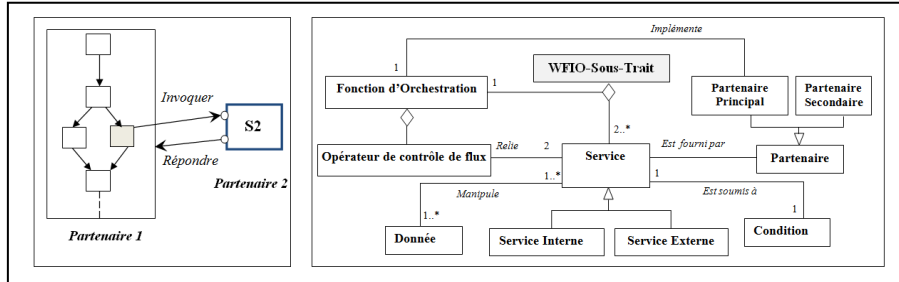 Invoquer
S2
Répondre
Partenaire 2
Partenaire 1
Implémente
1
WFIO-Sous-Trait
Fonction d'Orchestration
1
Partenaire Principal
Partenaire Secondaire
2..*
Opérateur de contrôle de flux
Relie
2
Service
Est fourni par
Partenaire
1..*
1
Manipule
Est soumis à
1..*
1
Donnée
Service Interne
Service Externe
Condition